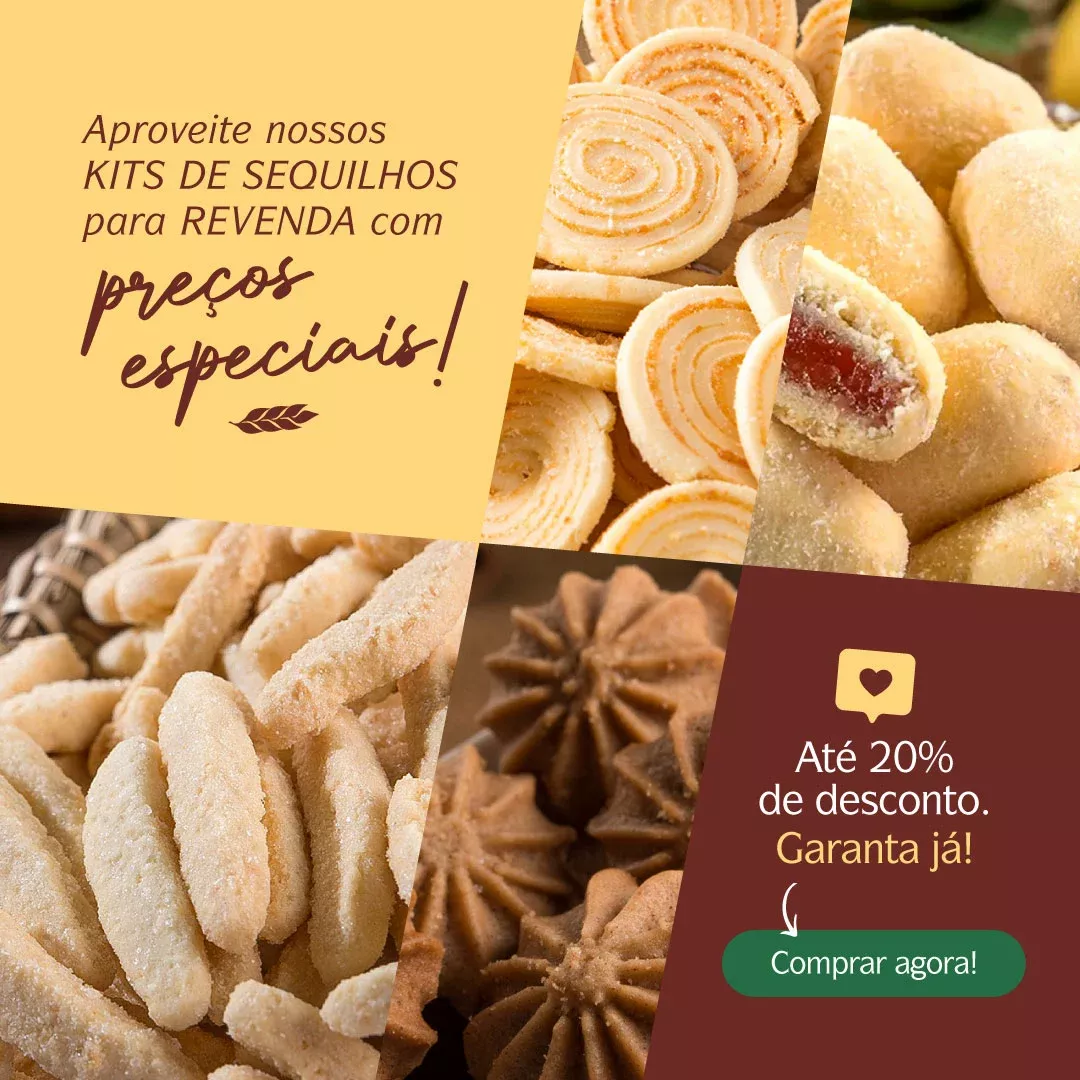 Aproveite nossos
KITS DE SEQUILHOS
para REVENDA com
preços
especiais!
Até 20%
de desconto.
Garanta já!
Comprar agora!